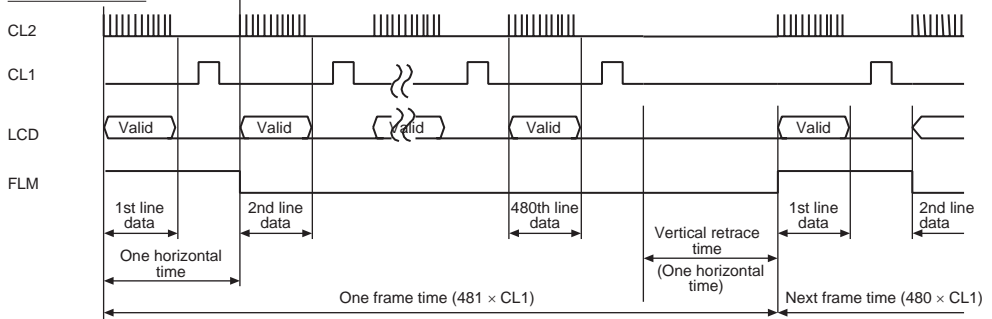 CL2
CL1
LCD
Valid
Valid
Valid
Valid
Valid
FLM
1st line
data
2nd line
data
480th line
data
Vertical retrace
time
(One horizontal
time)
1st line
data
2nd line
data
One horizontal
time
One frame time (481 × CL1)
Next frame time (480 × CL1)